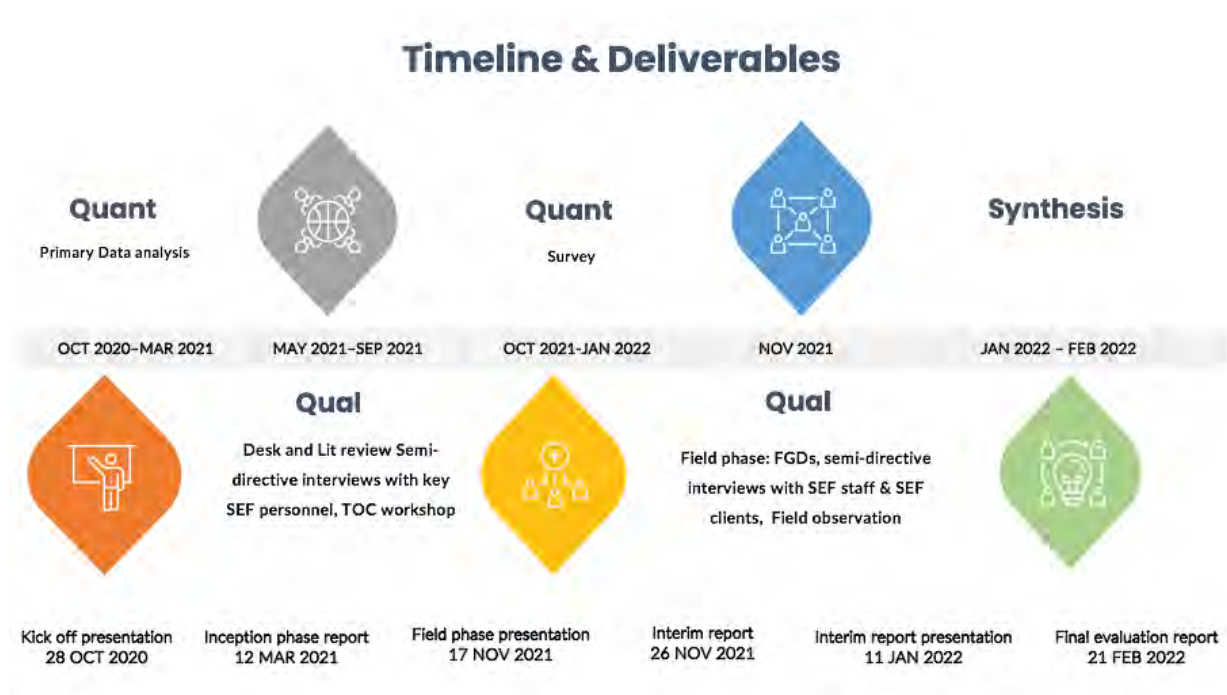 Timeline & Deliverables
Quant
Primary Data analysis
Quant
Survey
Synthesis
OCT 2020–MAR 2021
MAY 2021–SEP 2021
OCT 2021-JAN 2022
NOV 2021
JAN 2022 – FEB 2022
Qual
Desk and Lit review Semi-
directive interviews with key
SEF personnel, TOC workshop
Qual
Field phase: FGDs, semi-directive
interviews with SEF staff & SEF
clients, Field observation
Kick off presentation
28 OCT 2020
Inception phase report
12 MAR 2021
Field phase presentation
17 NOV 2021
Interim report
26 NOV 2021
Interim report presentation
11 JAN 2022
Final evaluation report
21 FEB 2022